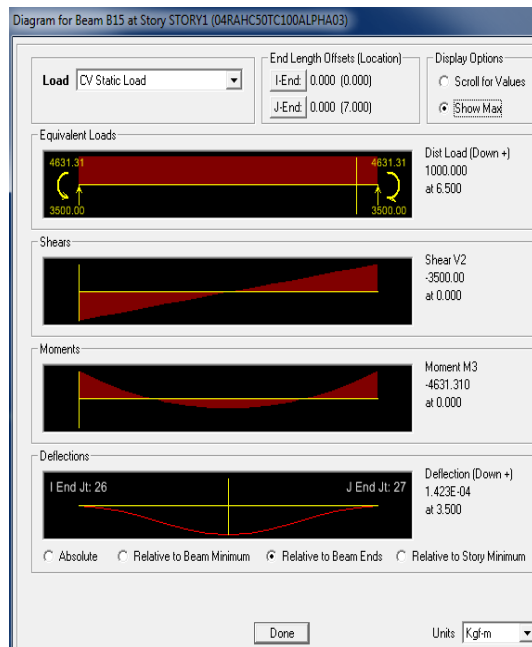 Diagram for Beam B15 at Story STORY1 (04RAHC50TC100ALPHA03)
Load CV Static Load
End Length Offsets (Location)
I-End: 0.000 (0.000)
J-End: 0.000 (7.000)
Display Options
Scroll for Values
Show Max
Equivalent Loads
4631.31 4631.31
3500.00 3500.00
Dist Load (Down +)
1000.000
at 6.500
Shears
Shear V2
-3500.00
at 0.000
Moments
Moment M3
-4631.310
at 0.000
Deflections
I End Jt: 26 J End Jt: 27
Deflection (Down +)
1.423E-04
at 3.500
Absolute Relative to Beam Minimum Relative to Beam Ends Relative to Story Minimum
Done Units Kgf-m